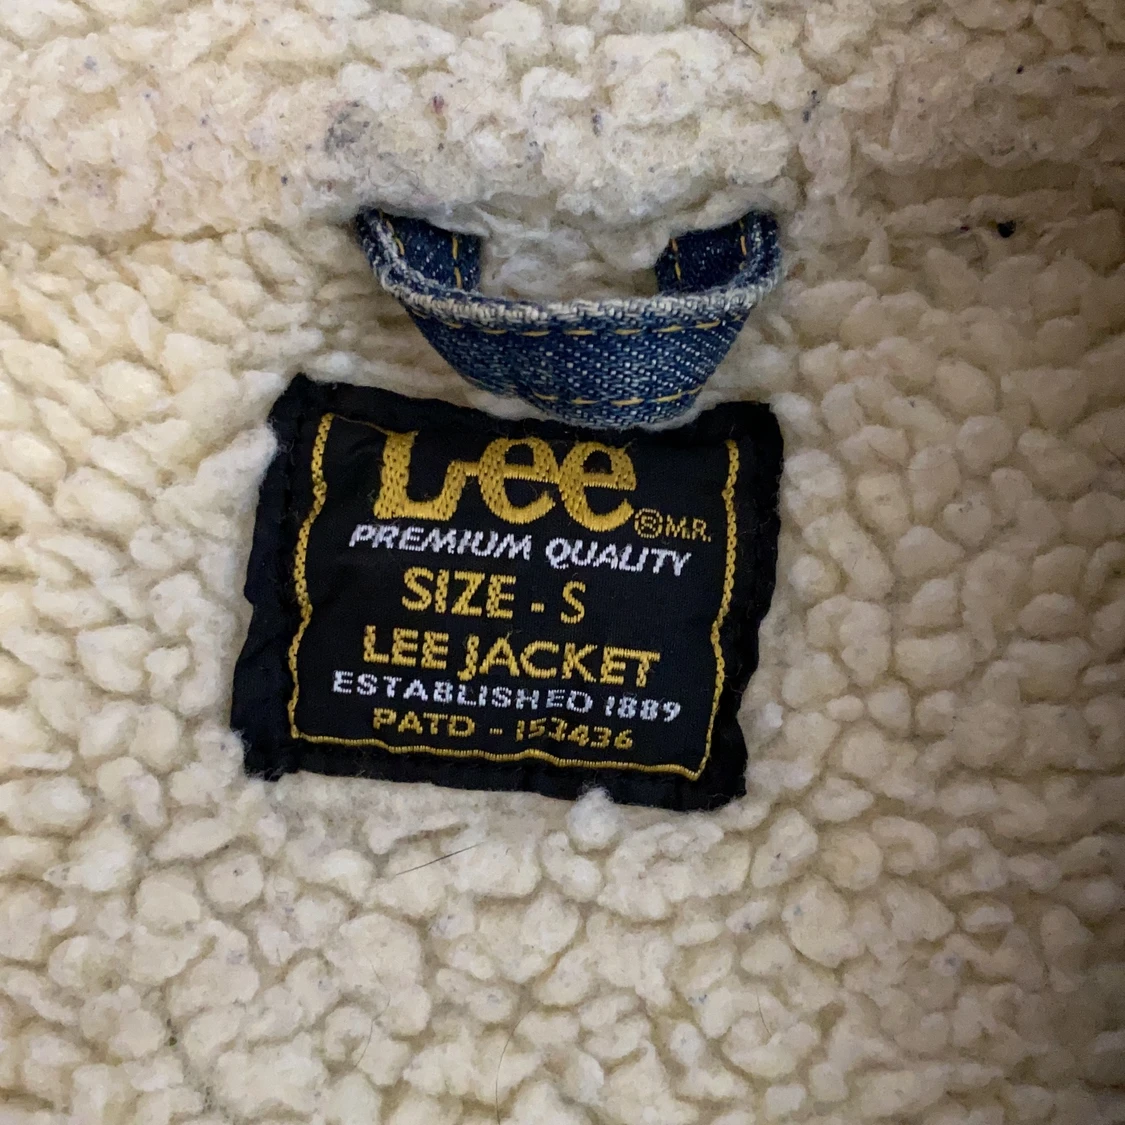 Lee ® M.R.
PREMIUM QUALITY
SIZE - S
LEE JACKET
ESTABLISHED 1889
PATD - 153436